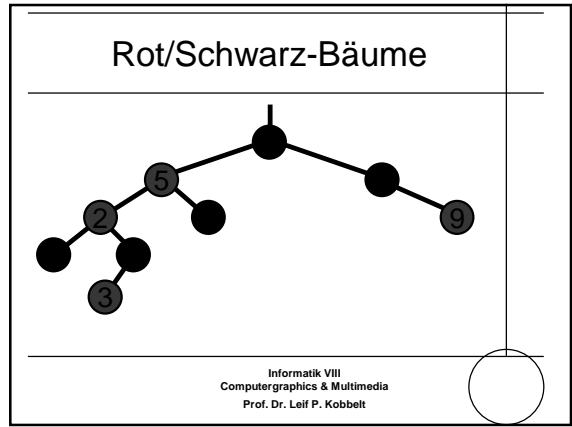 Rot/Schwarz-Bäume
5
2
9
3
Informatik VIII
Computergraphics & Multimedia
Prof. Dr. Leif P. Kobbelt